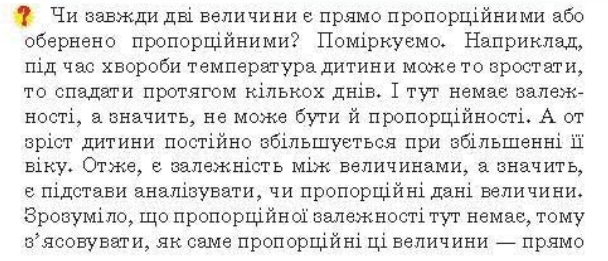 Чи завжди дві величини є прямо пропорційними або
обернено пропорційними? Поміркуємо. Наприклад,
під час хвороби температура дитини може то зростати,
то спадати протягом кількох днів. І тут немає залеж-
ності, а значить, не може бути й пропорційності. А от
зріст дитини постійно збільшується при збільшенні її
віку. Отже, є залежність між величинами, а значить,
є підстави аналізувати, чи пропорційні дані величини.
Зрозуміло, що пропорційної залежності тут немає, тому
з’ясовувати, як саме пропорційні ці величини — прямо